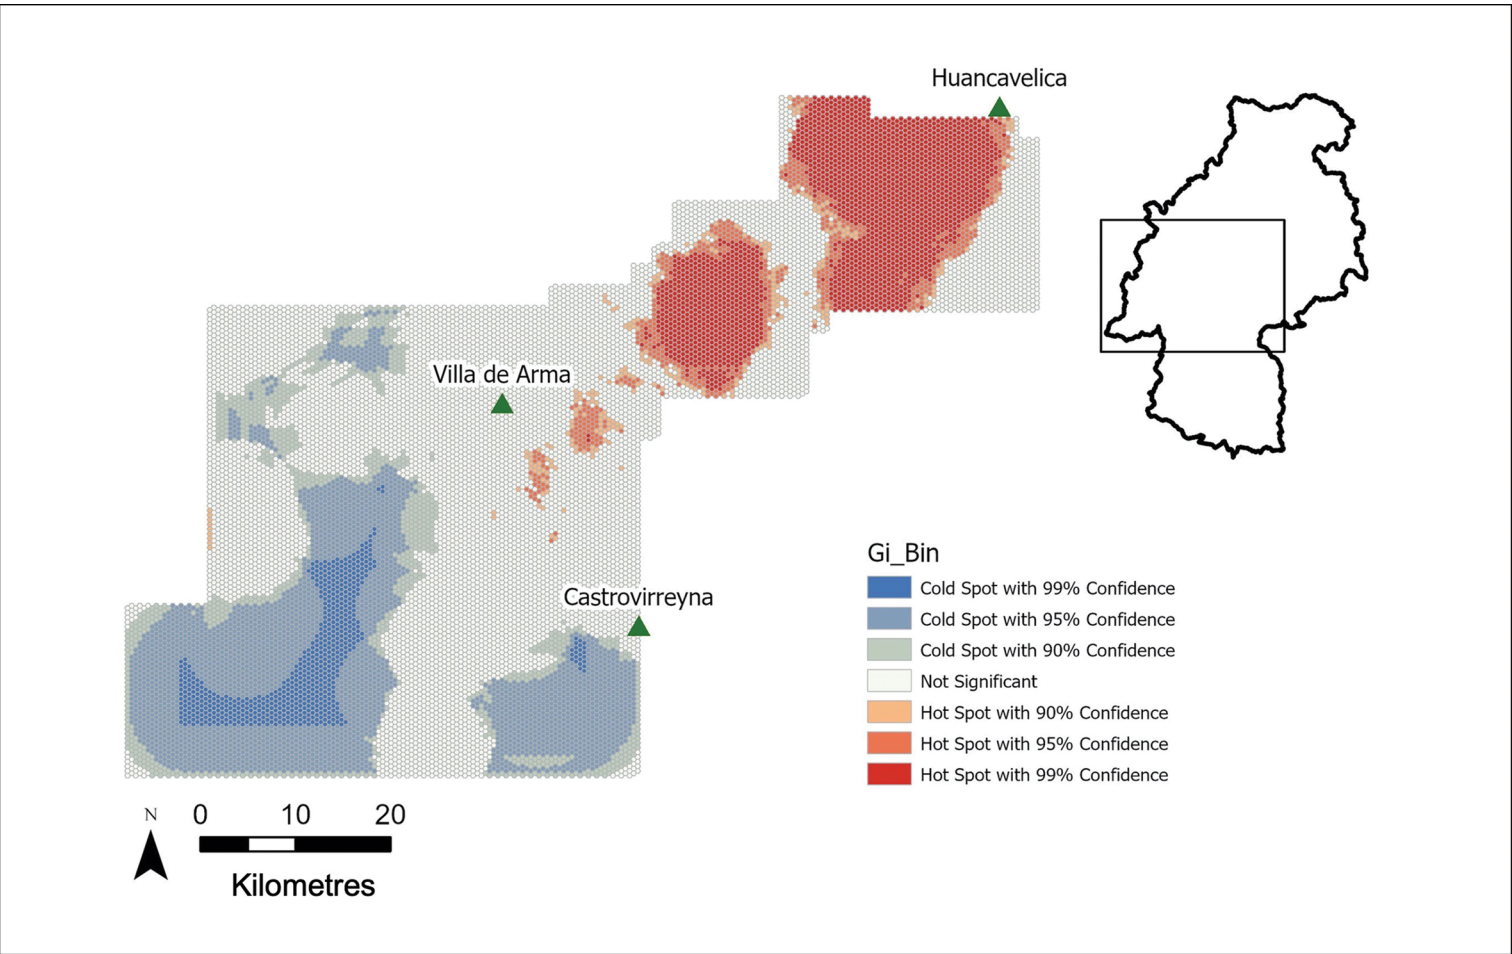 Huancavelica
Villa de Arma
Castrovirreyna
Gi_Bin
Cold Spot with 99% Confidence
Cold Spot with 95% Confidence
Cold Spot with 90% Confidence
Not Significant
Hot Spot with 90% Confidence
Hot Spot with 95% Confidence
Hot Spot with 99% Confidence
N
0 10 20
Kilometres